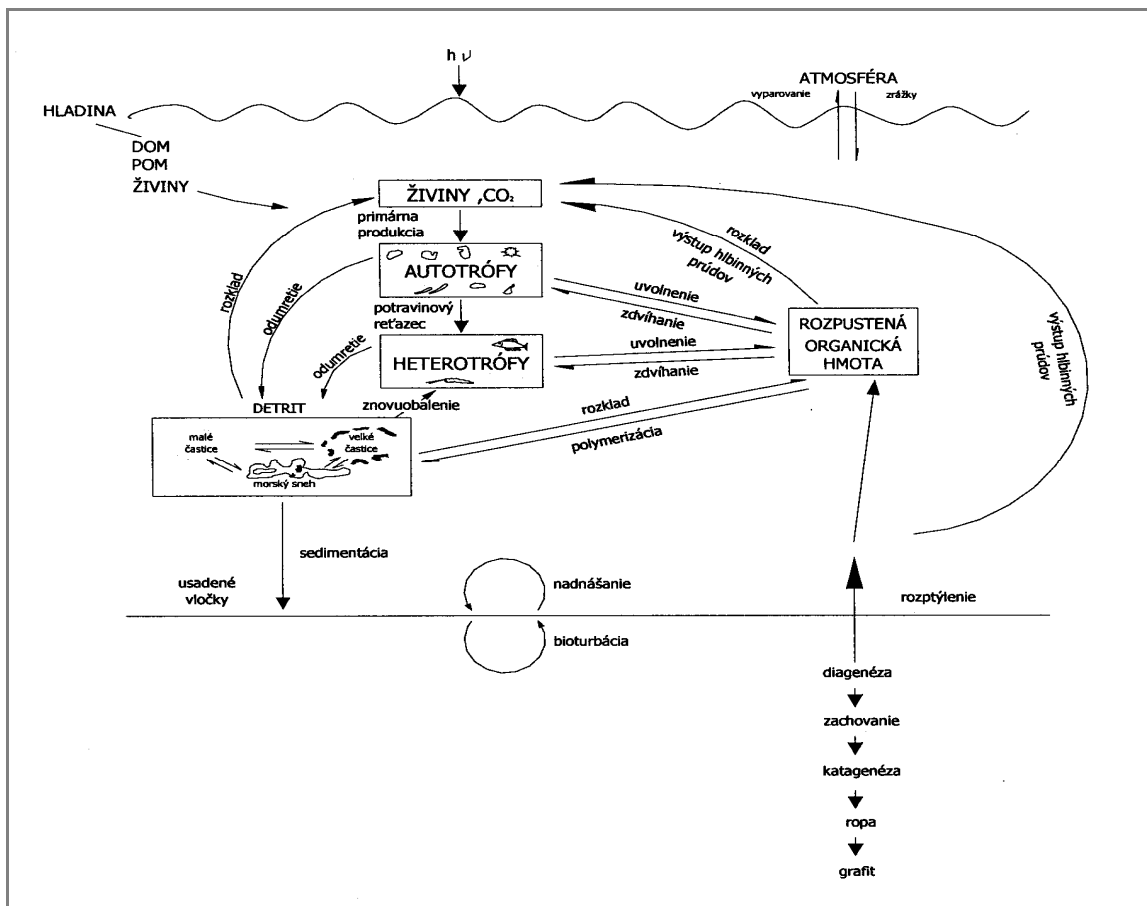 h ν
ATMOSFÉRA
vyparovanie
zrážky
HLADINA
DOM
POM
ŽIVINY
ŽIVINY ,CO₂
primárna
produkcia
AUTOTRÓFY
potravinový
reťazec
HETEROTRÓFY
rozklad
odumretie
odumretie
uvolnenie
zdvíhanie
uvolnenie
zdvíhanie
rozklad
výstup hlbinných
prúdov
ROZPUSTENÁ
ORGANICKÁ
HMOTA
výstup hlbinných
prúdov
znovuobalenie
DETRIT
malé
častice
velké
častice
morský sneh
rozklad
polymerizácia
sedimentácia
usadené
vločky
nadnášanie
bioturbácia
rozptýlenie
diagenéza
zachovanie
katagenéza
ropa
grafit